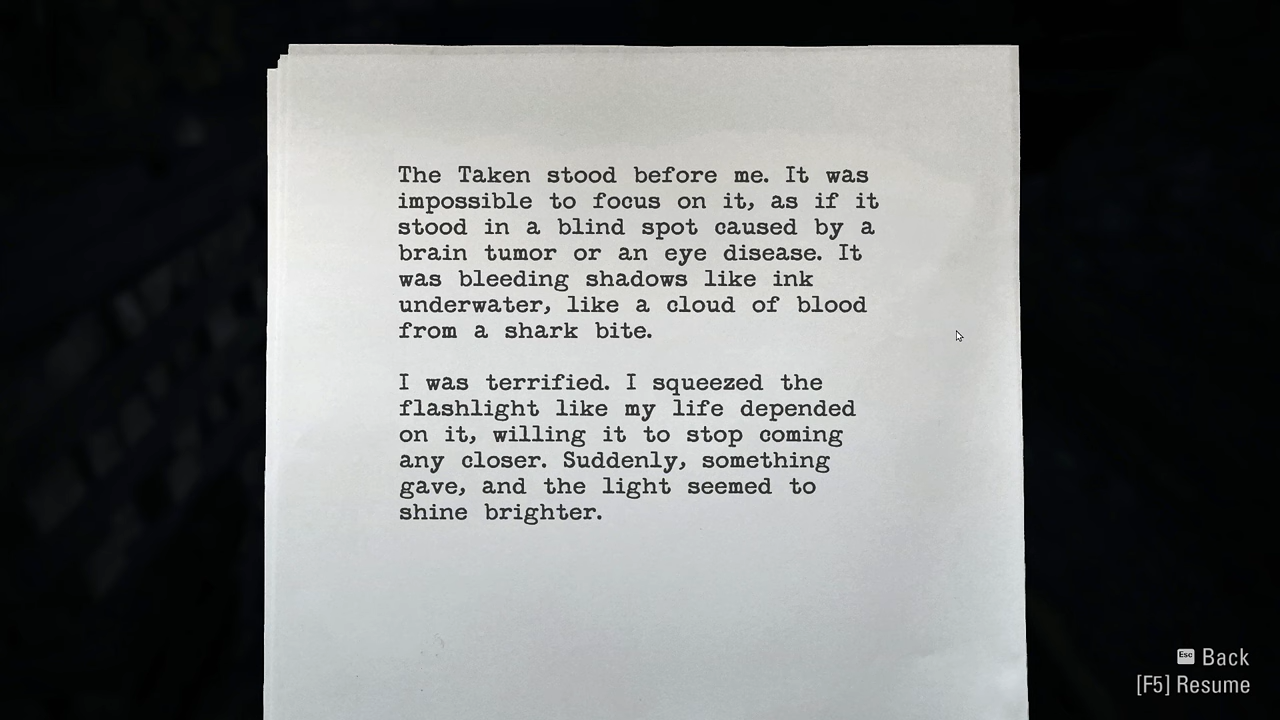 The Taken stood before me. It was
impossible to focus on it, as if it
stood in a blind spot caused by a
brain tumor or an eye disease. It
was bleeding shadows like ink
underwater, like a cloud of blood
from a shark bite.
I was terrified. I squeezed the
flashlight like my life depended
on it, willing it to stop coming
any closer. Suddenly, something
gave, and the light seemed to
shine brighter.
Esc Back
[F5] Resume